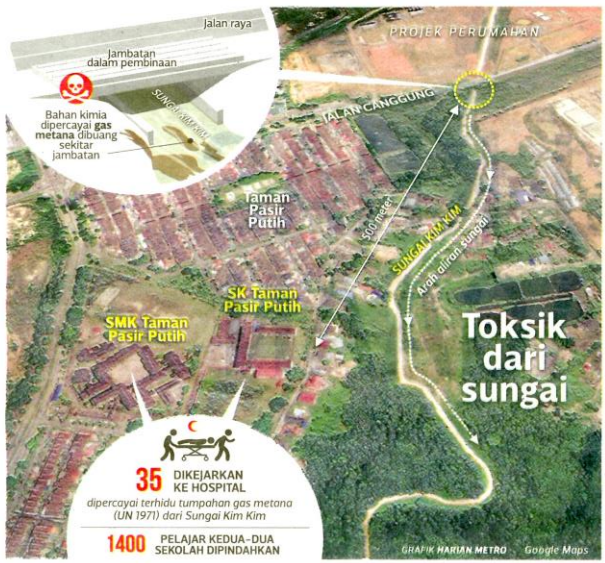 Jalan raya
Jambatan
dalam pembinaan
SUNGAI KIM KIM
Bahan kimia
dipercayai gas
metana dibuang
sekitar
jambatan
PROJEK PERUMAHAN
JALAN CANGGUNG
Taman
Pasir
Putih
500 meter
SUNGAI KIM KIM
Arah aliran sungai
SK Taman
Pasir Putih
SMK Taman
Pasir Putih
Toksik
dari
sungai
35 DIKEJARKAN
KE HOSPITAL
dipercayai terhidu tumpahan gas metana
(UN 1971) dari Sungai Kim Kim
1400 PELAJAR KEDUA-DUA
SEKOLAH DIPINDAHKAN
GRAFIK HARIAN METRO Google Maps